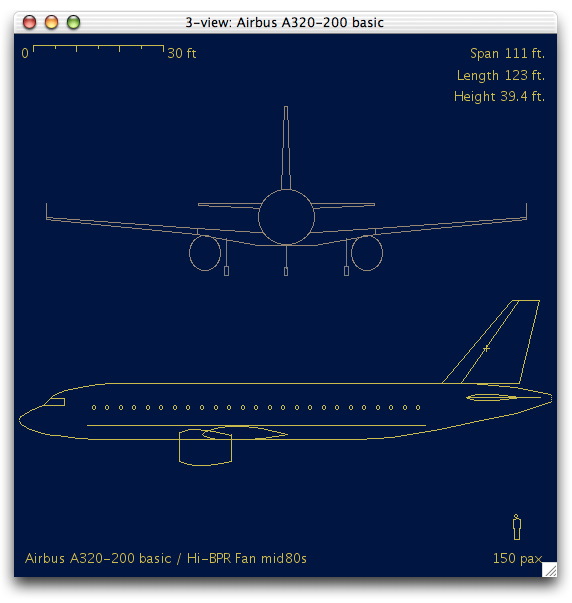 3-view: Airbus A320-200 basic
0 30 ft
Span 111 ft.
Length 123 ft.
Height 39.4 ft.
Airbus A320-200 basic / Hi-BPR Fan mid80s
150 pax